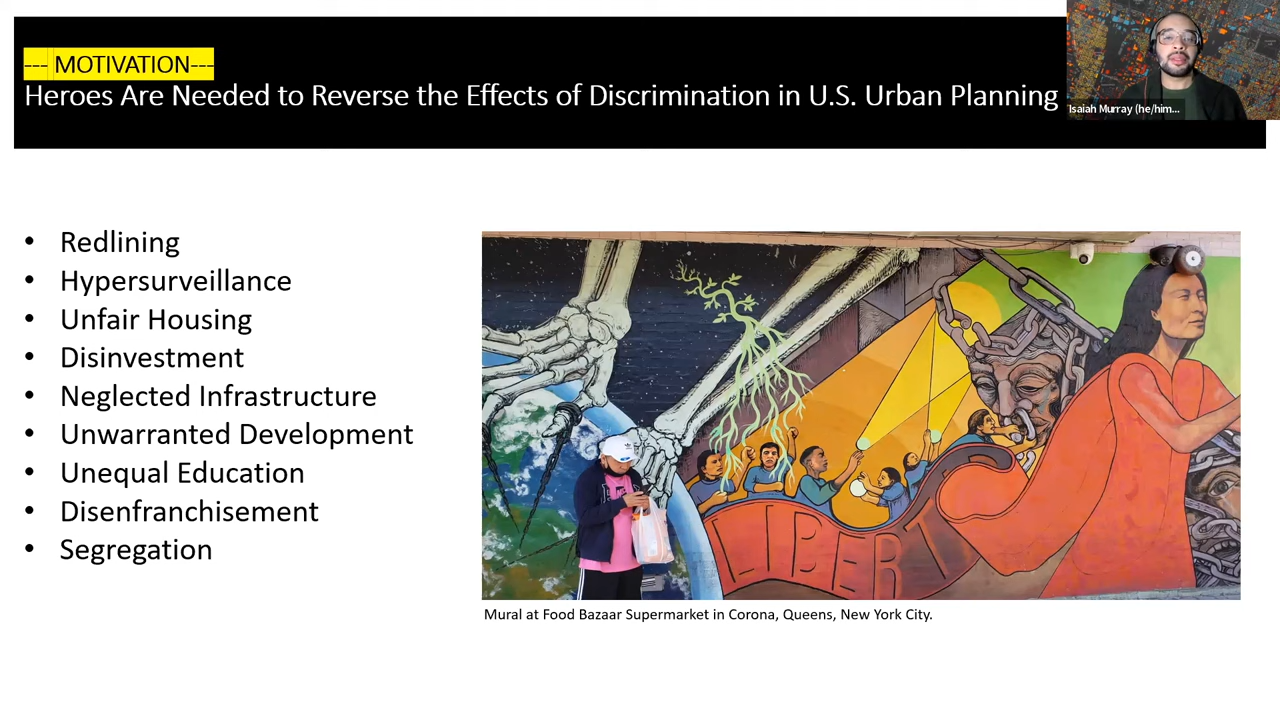 --- MOTIVATION---
Heroes Are Needed to Reverse the Effects of Discrimination in U.S. Urban Planning
Isaiah Murray (he/him...
• Redlining
• Hypersurveillance
• Unfair Housing
• Disinvestment
• Neglected Infrastructure
• Unwarranted Development
• Unequal Education
• Disenfranchisement
• Segregation
LIBERT
Mural at Food Bazaar Supermarket in Corona, Queens, New York City.